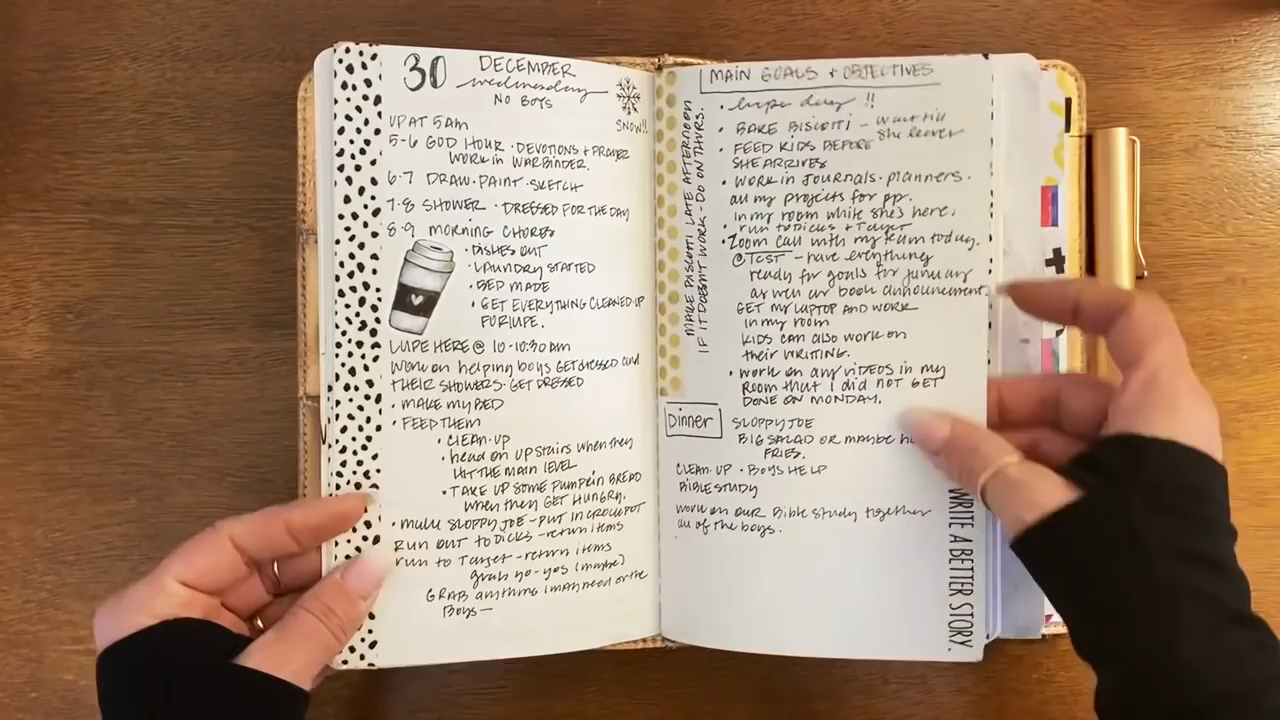 30 DECEMBER
wednesday
NO BOYS
SNOW!!
UP AT 5am
5-6 GOD HOUR · DEVOTIONS + PRAYER
WORK in WARBINDER.
6-7 DRAW · PAINT · SKETCH
7-8 SHOWER · DRESSED FOR THE DAY
8-9 MORNING CHORES
• DISHES OUT
• LAUNDRY STARTED
• BED MADE
• GET EVERYTHING CLEANED UP
FOR LUPE.
LUPE HERE @ 10-10:30 AM
Work on helping boys GET dressed and
THEIR SHOWERS · GET DRESSED
• MAKE MY BED
• FEED THEM
• CLEAN-UP
• head on upstairs when they
HIT THE MAIN LEVEL
• TAKE UP SOME PUMPKIN BREAD
when they GET HUNGRY.
• MAKE SLOPPY JOE - PUT IN CROCKPOT
RUN OUT TO DICKS - return items
run to Target - return items
grab yo-yos (maybe)
GRAB anything I may need or the
Boys —
MAKE BISCOTTI LATE AFTERNOON
IF IT DOESN'T WORK - DO ON THURS.
MAIN GOALS + OBJECTIVES
• Lupe day !!
• BAKE BISCOTTI - wait till
she leaves
• FEED KIDS BEFORE
SHE ARRIVES
• WORK in JOURNALS · planners ·
all my projects for pp.
in my room while she's here.
• run to Dicks + Target
• Zoom call with my team today.
@ 7CST - have everything
ready for goals for January
as well as book announcement.
GET my LAPTOP AND WORK
in my room
KIDS can also work on
their WRITING.
• work on any VIDEOS in my
ROOM that I did NOT GET
DONE ON MONDAY.
Dinner
SLOPPY JOE
BIG SALAD OR MAYBE
FRIES.
CLEAN-UP · BOYS HELP
BIBLE STUDY
work on our Bible study together
all of the boys.
WRITE A BETTER STORY.